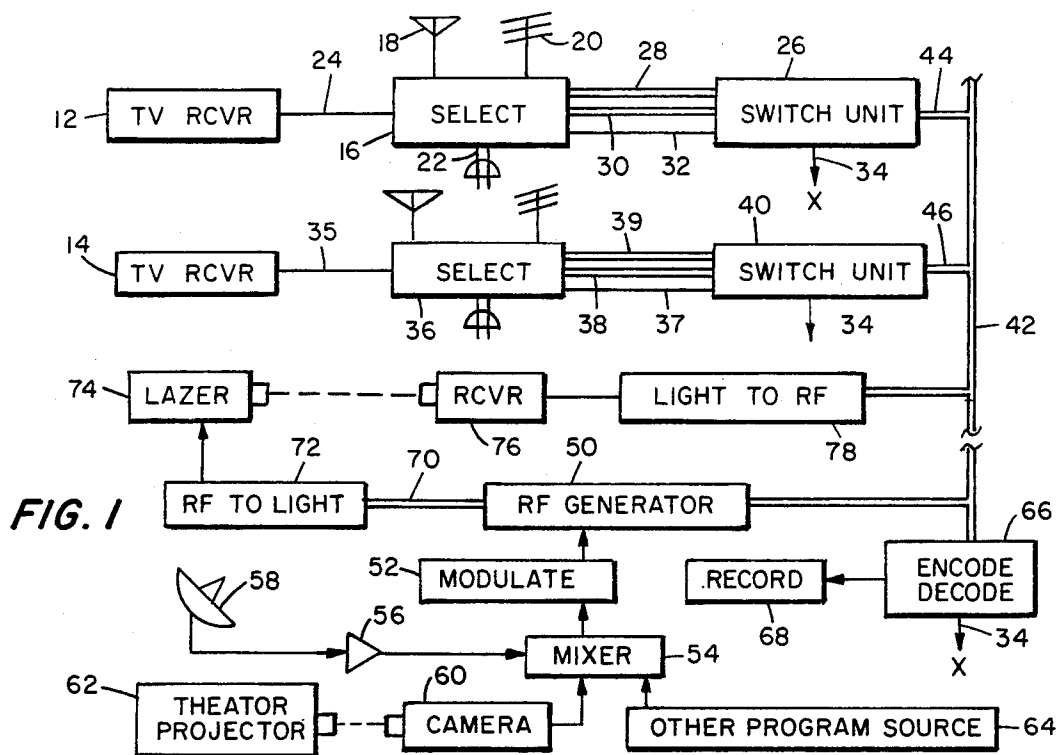 18 20 24 28 26 44
12 TV RCVR SELECT SWITCH UNIT
16 22 30 32 34
X
35 39 40 46
14 TV RCVR SELECT SWITCH UNIT
36 38 37 34 42
74 LAZER RCVR LIGHT TO RF
76 78
72 70 50
FIG. 1 RF TO LIGHT RF GENERATOR 66
52 MODULATE .RECORD ENCODE
DECODE
58 68 34
56 X
62 60 MIXER 54
THEATOR
PROJECTOR CAMERA OTHER PROGRAM SOURCE 64